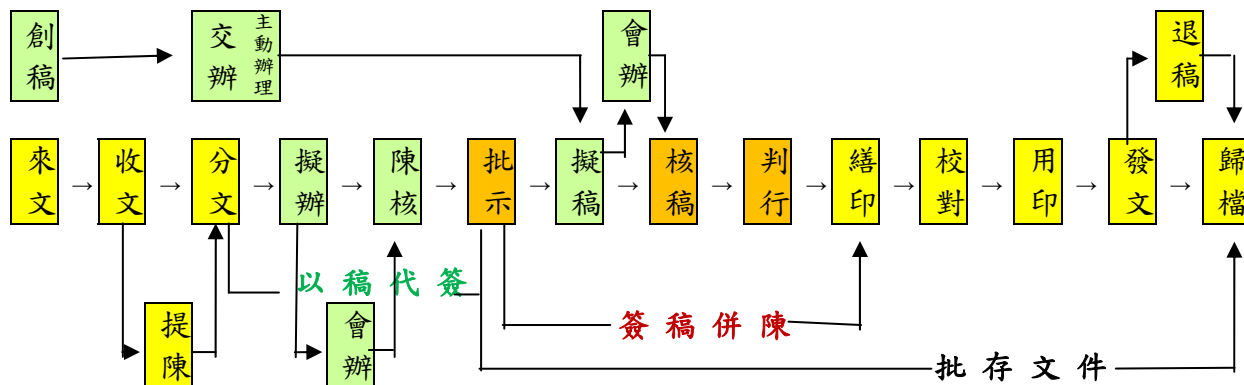 創稿
交辦 主動辦理
會辦
退稿
來文 → 收文 → 分文 → 擬辦 → 陳核 → 批示 → 擬稿 → 核稿 → 判行 → 繕印 → 校對 → 用印 → 發文 → 歸檔
以稿代簽
提陳
會辦
簽稿併陳
批存文件